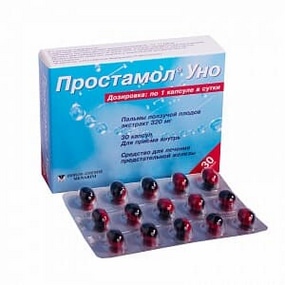 Простамол® Уно
Дозировка: по 1 капсуле в сутки
Пальмы ползучей плодов
экстракт 320 мг
30 капсул
Для приема внутрь
Средство для лечения
предстательной железы
30